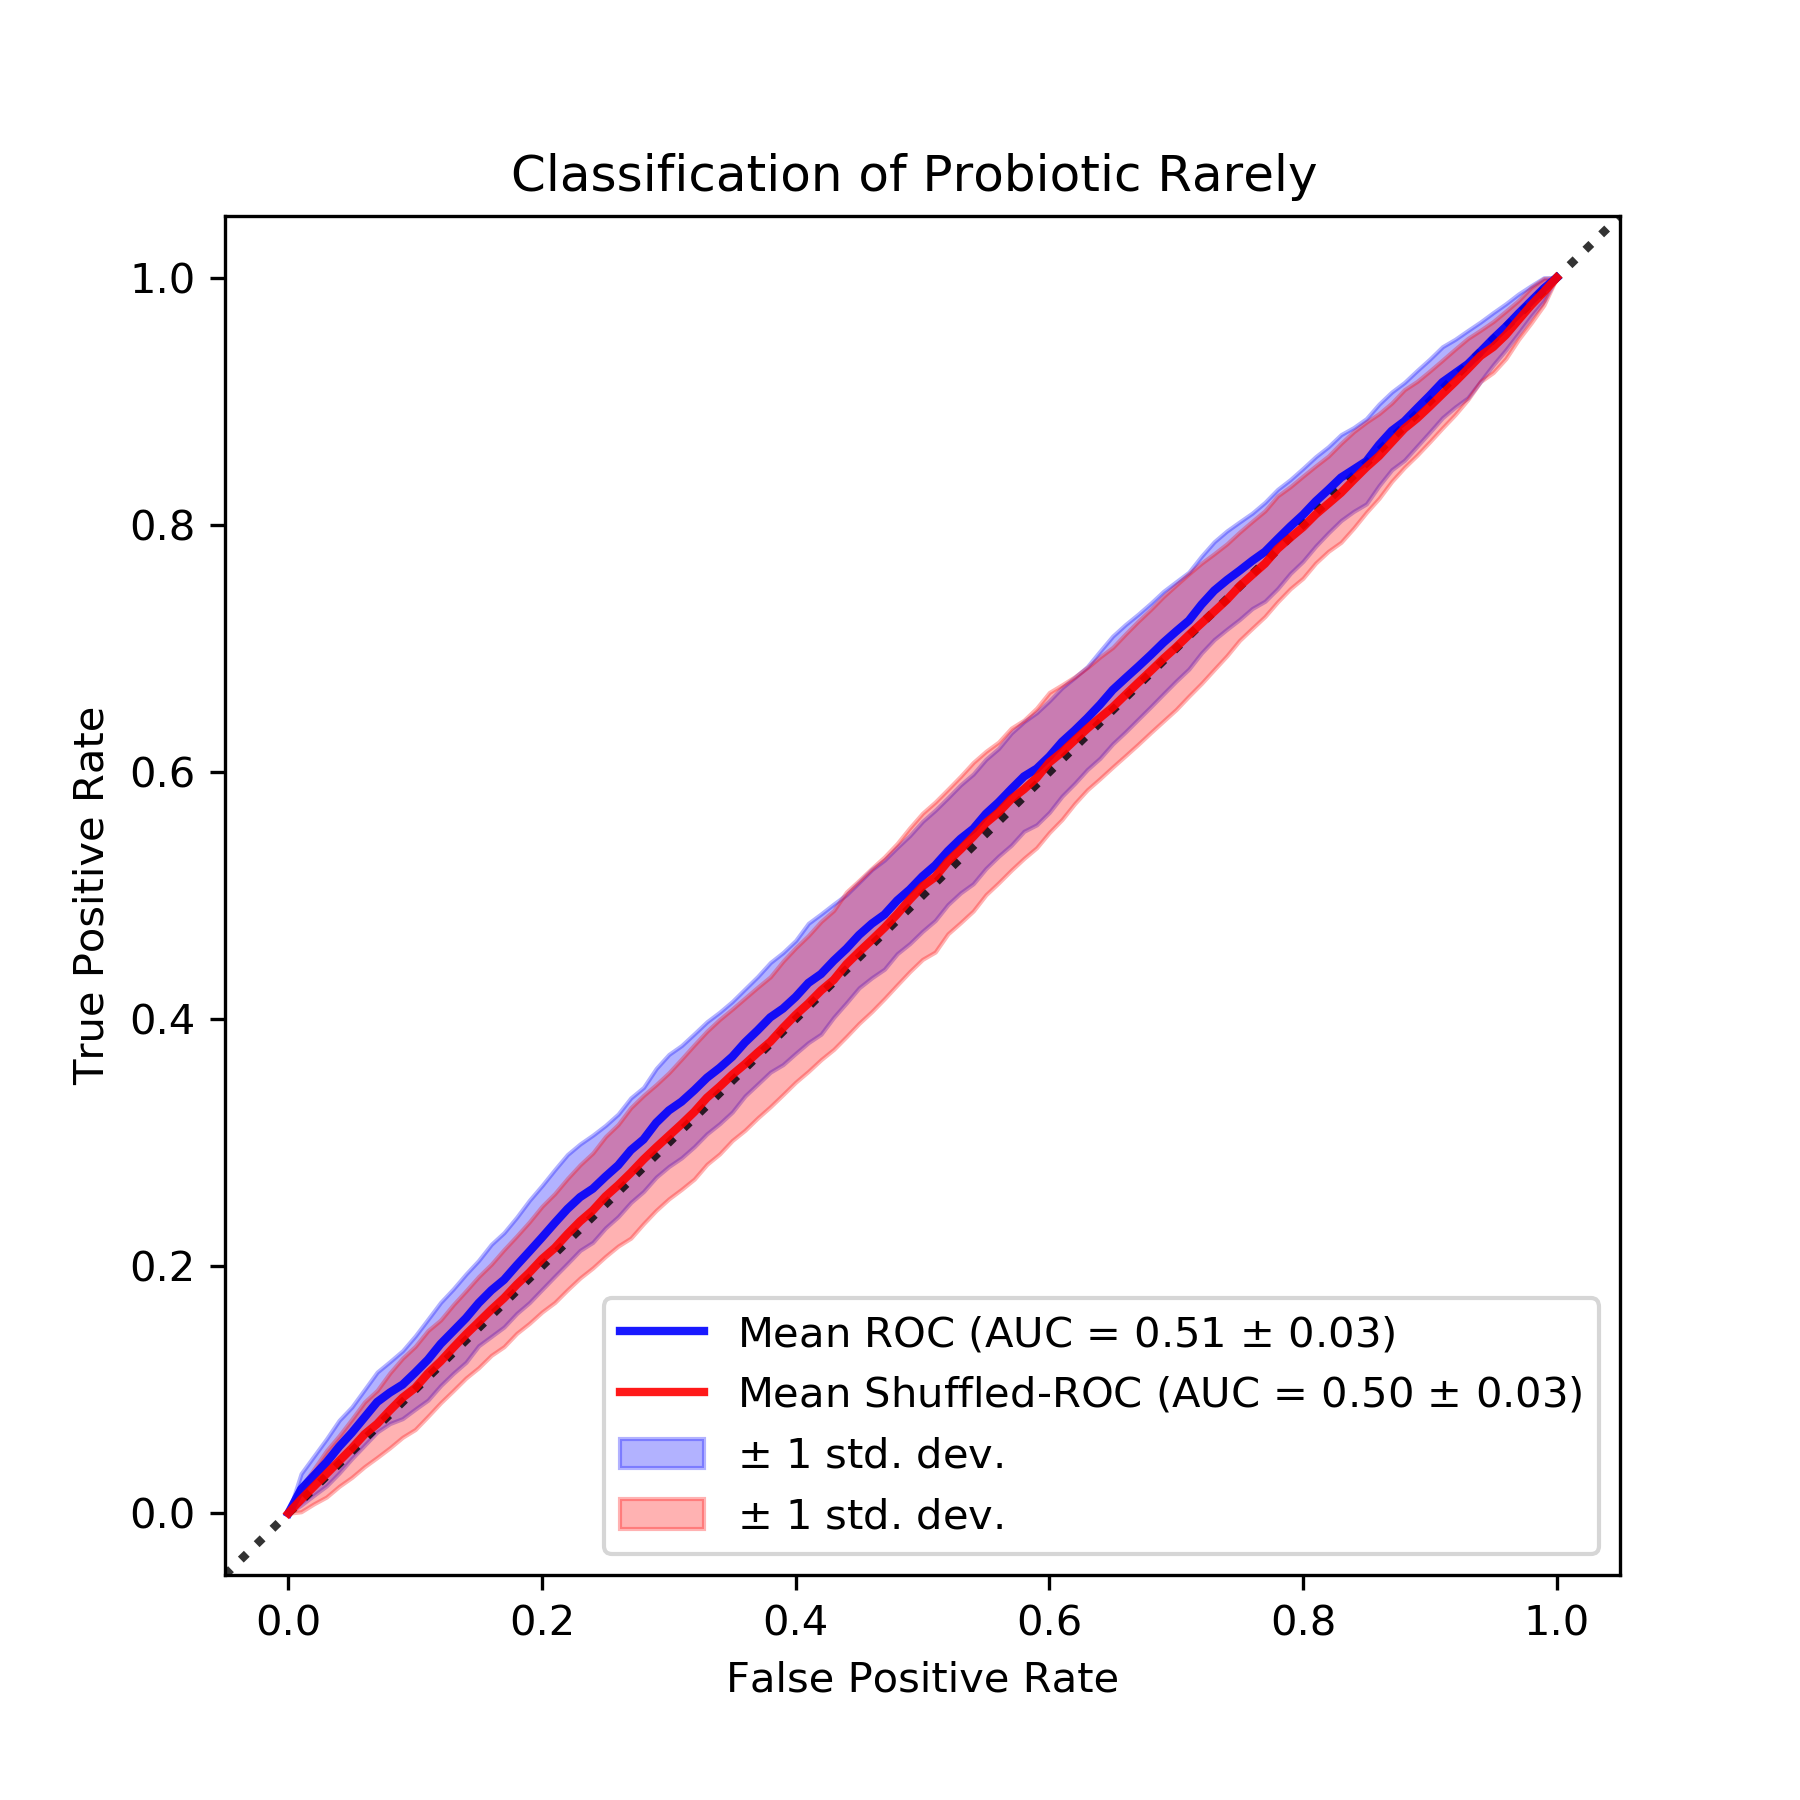 Classification of Probiotic Rarely
True Positive Rate
1.0
0.8
0.6
0.4
0.2
0.0
Mean ROC (AUC = 0.51 ± 0.03)
Mean Shuffled-ROC (AUC = 0.50 ± 0.03)
± 1 std. dev.
± 1 std. dev.
0.0 0.2 0.4 0.6 0.8 1.0
False Positive Rate